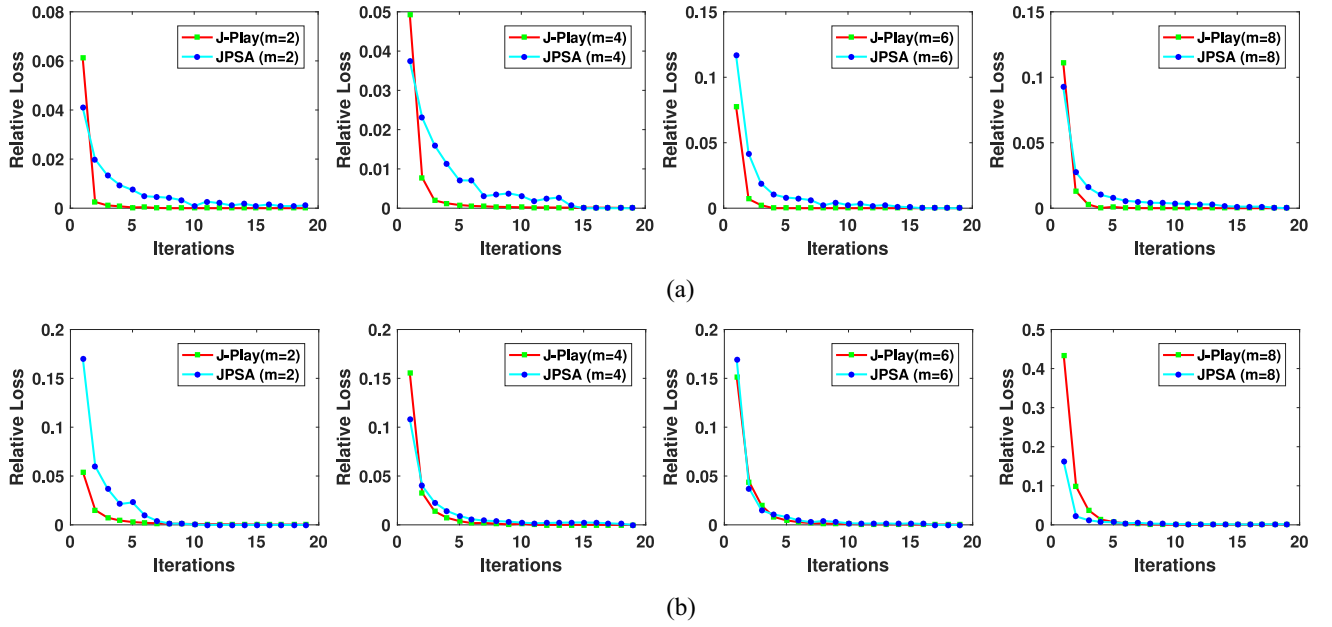 0.08
0.06
0.04
0.02
0
Relative Loss
J-Play(m=2)
JPSA (m=2)
0 5 10 15 20
Iterations
0.05
0.04
0.03
0.02
0.01
0
Relative Loss
J-Play(m=4)
JPSA (m=4)
0 5 10 15 20
Iterations
0.15
0.1
0.05
0
Relative Loss
J-Play(m=6)
JPSA (m=6)
0 5 10 15 20
Iterations
0.15
0.1
0.05
0
Relative Loss
J-Play(m=8)
JPSA (m=8)
0 5 10 15 20
Iterations
(a)
0.2
0.15
0.1
0.05
0
Relative Loss
J-Play(m=2)
JPSA (m=2)
0 5 10 15 20
Iterations
0.2
0.15
0.1
0.05
0
Relative Loss
J-Play(m=4)
JPSA (m=4)
0 5 10 15 20
Iterations
0.2
0.15
0.1
0.05
0
Relative Loss
J-Play(m=6)
JPSA (m=6)
0 5 10 15 20
Iterations
0.5
0.4
0.3
0.2
0.1
0
Relative Loss
J-Play(m=8)
JPSA (m=8)
0 5 10 15 20
Iterations
(b)